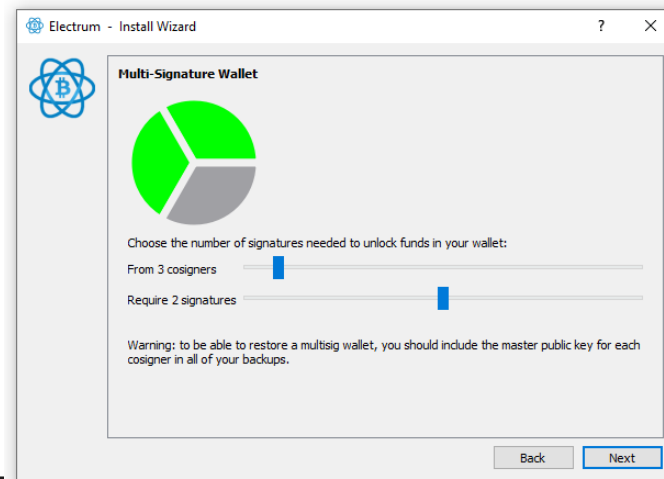 Electrum - Install Wizard
Multi-Signature Wallet
Choose the number of signatures needed to unlock funds in your wallet:
From 3 cosigners
Require 2 signatures
Warning: to be able to restore a multisig wallet, you should include the master public key for each
cosigner in all of your backups.
Back Next